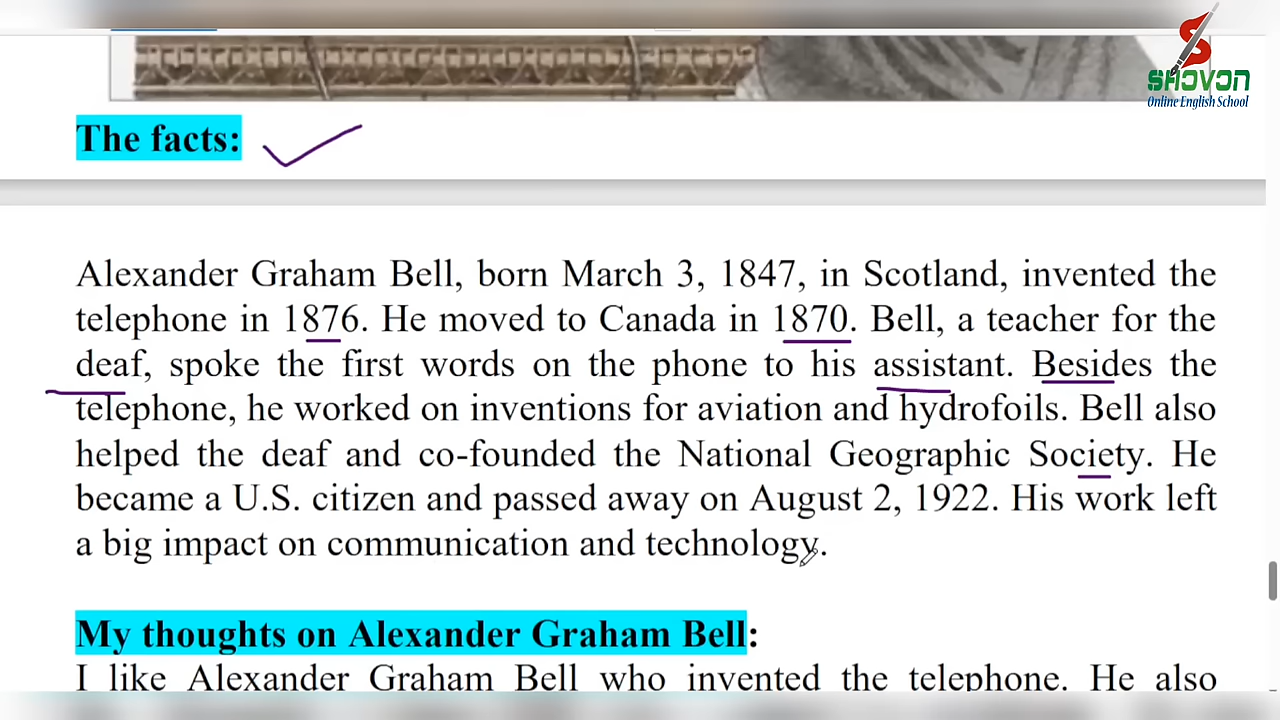 SHOVON
Online English School
The facts:
Alexander Graham Bell, born March 3, 1847, in Scotland, invented the
telephone in 1876. He moved to Canada in 1870. Bell, a teacher for the
deaf, spoke the first words on the phone to his assistant. Besides the
telephone, he worked on inventions for aviation and hydrofoils. Bell also
helped the deaf and co-founded the National Geographic Society. He
became a U.S. citizen and passed away on August 2, 1922. His work left
a big impact on communication and technology.
My thoughts on Alexander Graham Bell:
I like Alexander Graham Bell who invented the telephone. He also